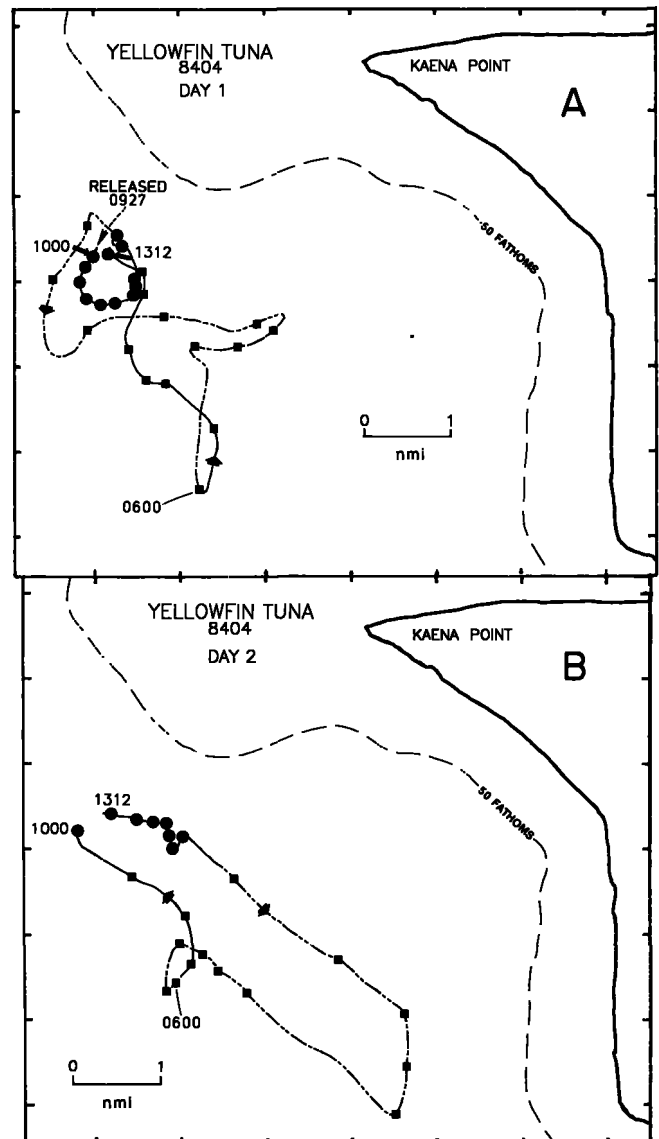 YELLOWFIN TUNA
8404
DAY 1
KAENA POINT
A
RELEASED
0927
1000
1312
50 FATHOMS
0 1
nmi
0600
YELLOWFIN TUNA
8404
DAY 2
KAENA POINT
B
50 FATHOMS
1312
1000
0600
0 1
nmi